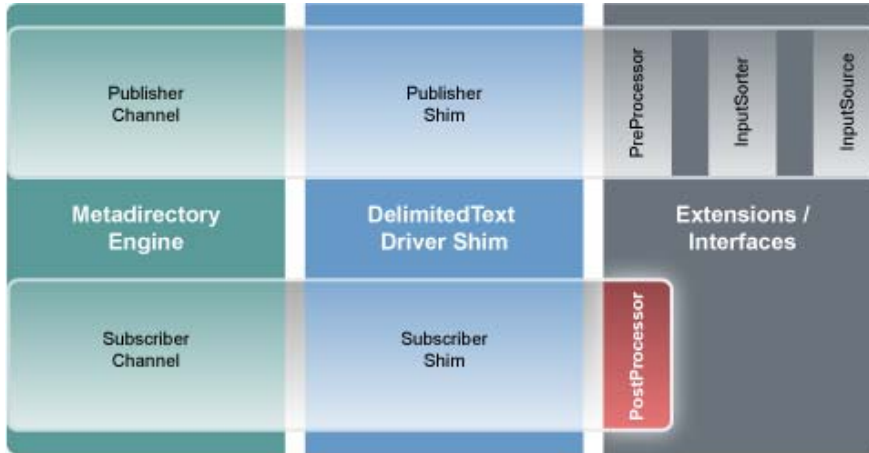 Publisher
Channel
Publisher
Shim
PreProcessor
InputSorter
InputSource
Metadirectory
Engine
DelimitedText
Driver Shim
Extensions /
Interfaces
Subscriber
Channel
Subscriber
Shim
PostProcessor